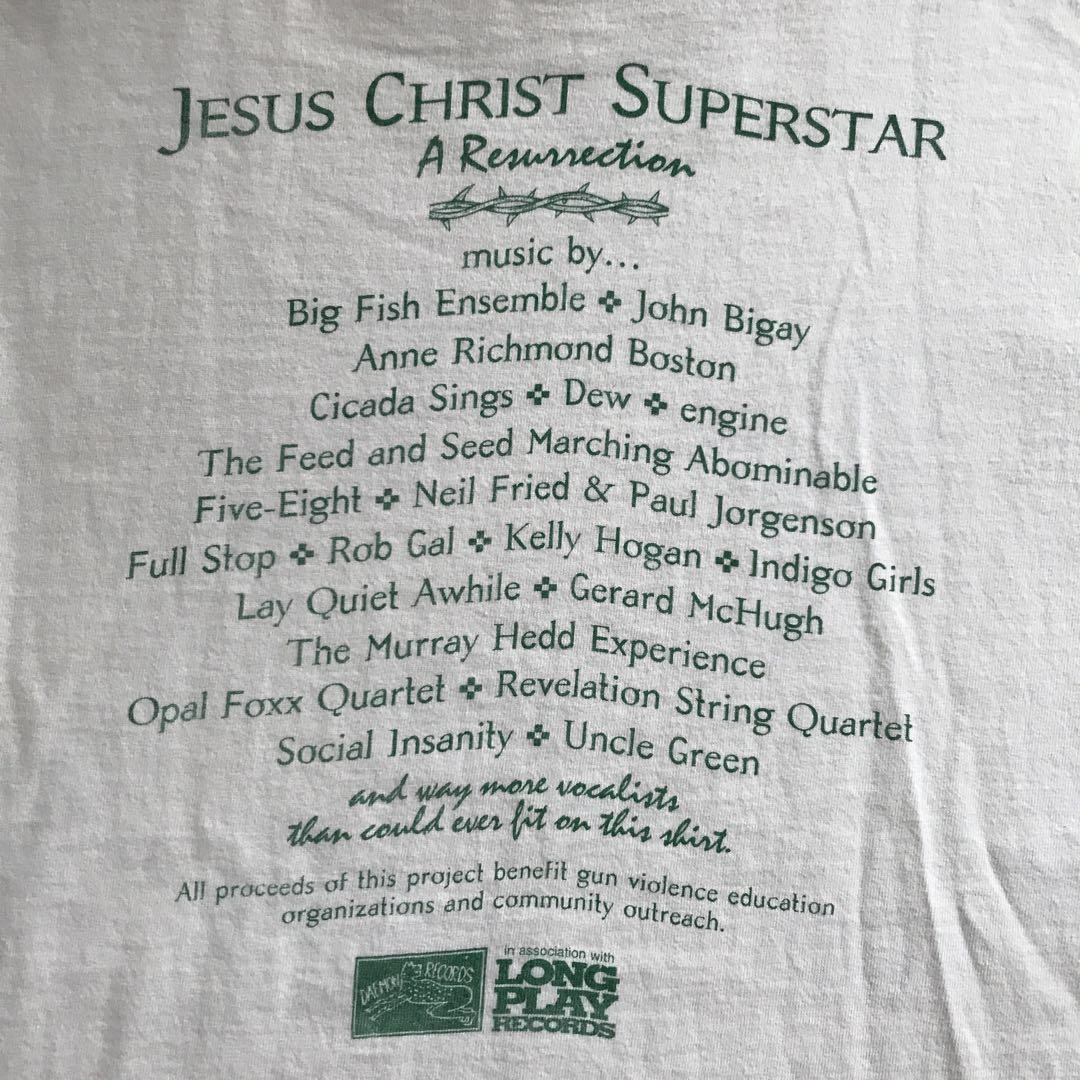 JESUS CHRIST SUPERSTAR
A Resurrection
music by...
Big Fish Ensemble ✤ John Bigay
Anne Richmond Boston
Cicada Sings ✤ Dew ✤ engine
The Feed and Seed Marching Abominable
Five-Eight ✤ Neil Fried & Paul Jorgenson
Full Stop ✤ Rob Gal ✤ Kelly Hogan ✤ Indigo Girls
Lay Quiet Awhile ✤ Gerard McHugh
The Murray Hedd Experience
Opal Foxx Quartet ✤ Revelation String Quartet
Social Insanity ✤ Uncle Green
and way more vocalists
than could ever fit on this shirt.
All proceeds of this project benefit gun violence education
organizations and community outreach.
DAEMON RECORDS
in association with
LONG
PLAY
RECORDS